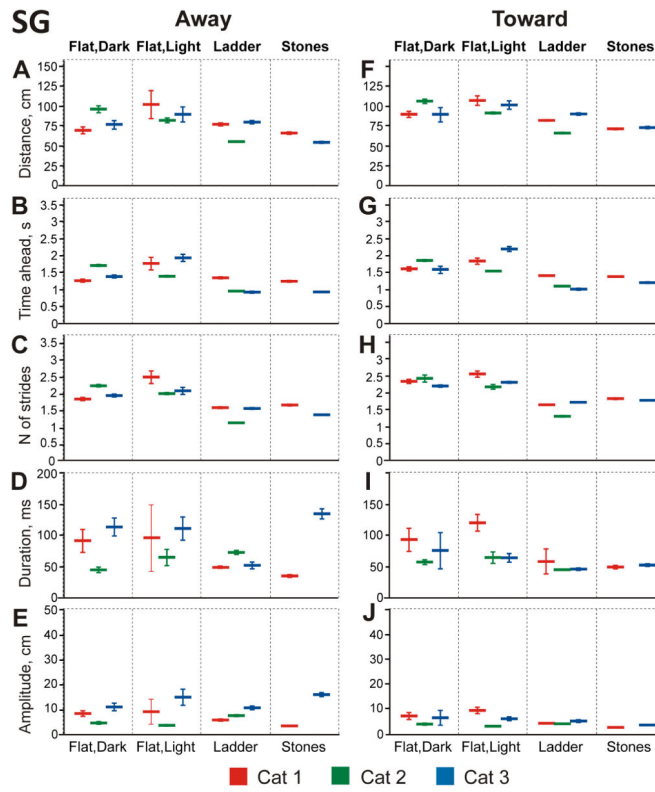 SG Away Toward
Flat,Dark Flat,Light Ladder Stones Flat,Dark Flat,Light Ladder Stones
A F
Distance, cm
150 150
125 125
100 100
75 75
50 50
25 25
0 0
B G
Time ahead, s
3.5 3.5
3 3
2.5 2.5
2 2
1.5 1.5
1 1
0.5 0.5
0 0
C H
N of strides
3.5 3.5
3 3
2.5 2.5
2 2
1.5 1.5
1 1
0.5 0.5
0 0
D I
Duration, ms
200 200
150 150
100 100
50 50
0 0
E J
Amplitude, cm
50 50
40 40
30 30
20 20
10 10
0 0
Flat,Dark Flat,Light Ladder Stones Flat,Dark Flat,Light Ladder Stones
Cat 1 Cat 2 Cat 3